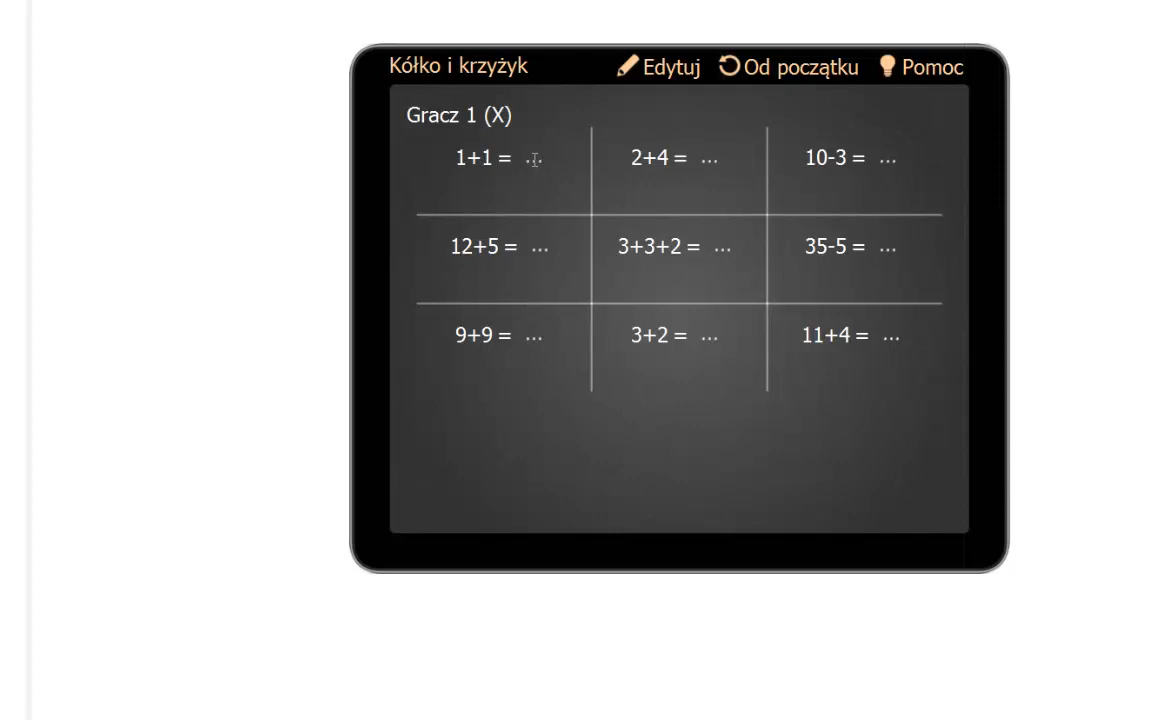 Kółko i krzyżyk Edytuj Od początku Pomoc
Gracz 1 (X)
1+1 = ... 2+4 = ... 10-3 = ...
12+5 = ... 3+3+2 = ... 35-5 = ...
9+9 = ... 3+2 = ... 11+4 = ...